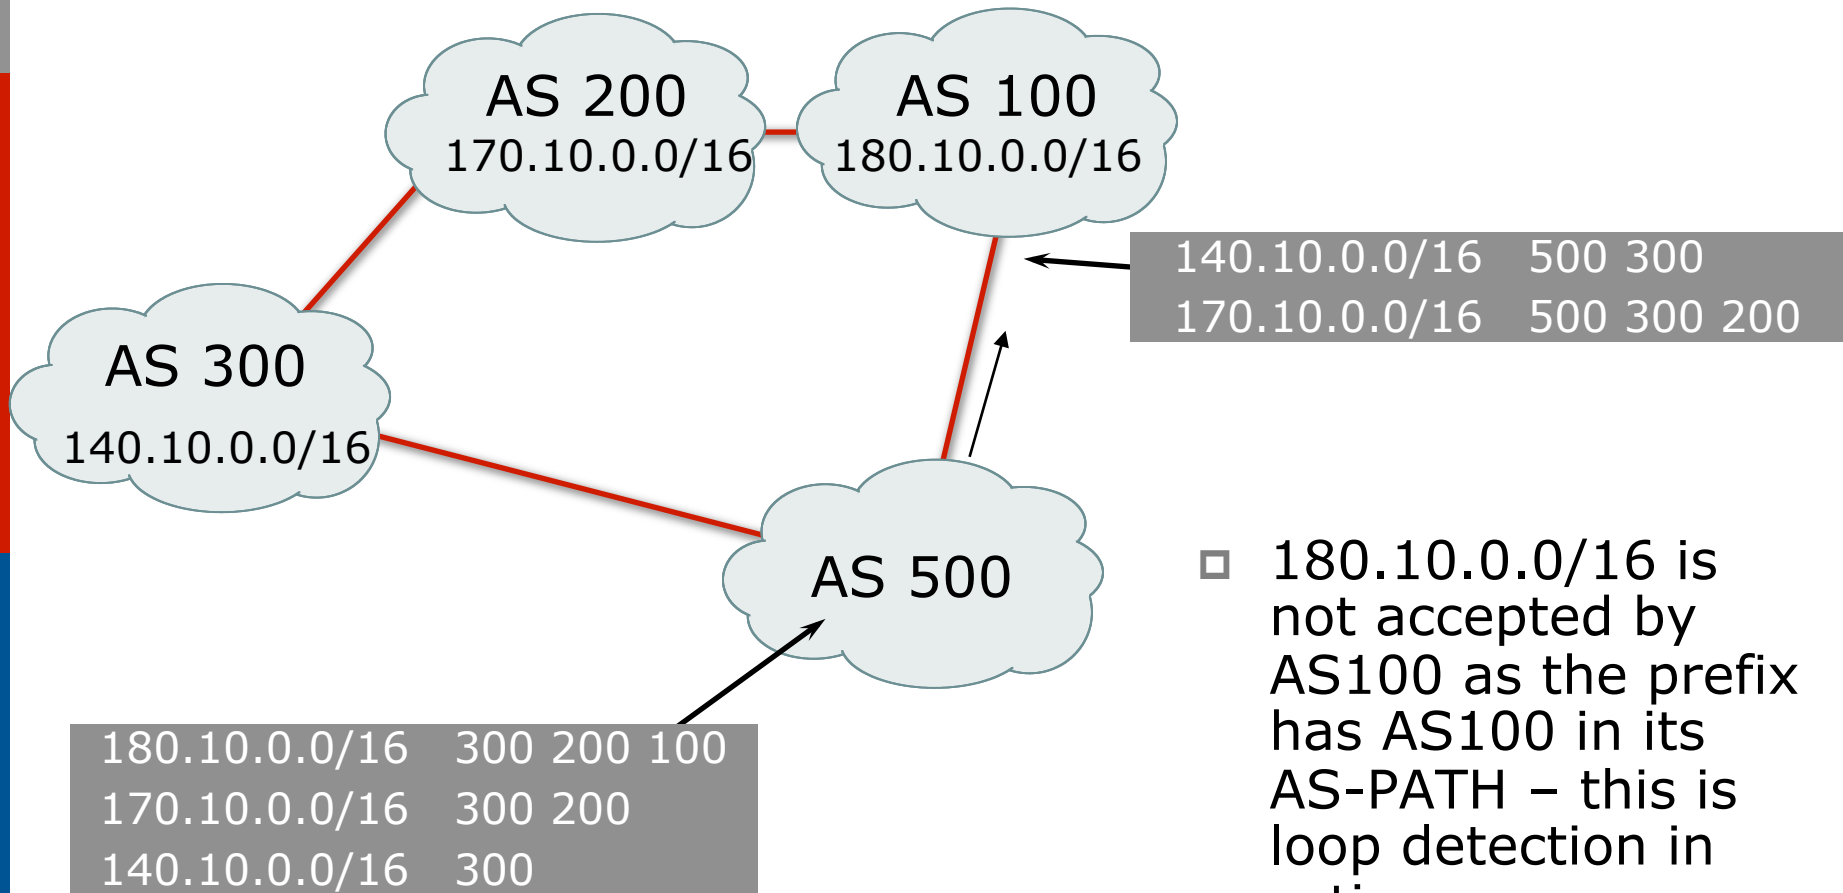 AS 200
170.10.0.0/16
AS 100
180.10.0.0/16
140.10.0.0/16 500 300
170.10.0.0/16 500 300 200
AS 300
140.10.0.0/16
AS 500
180.10.0.0/16 300 200 100
170.10.0.0/16 300 200
140.10.0.0/16 300
180.10.0.0/16 is
not accepted by
AS100 as the prefix
has AS100 in its
AS-PATH – this is
loop detection in